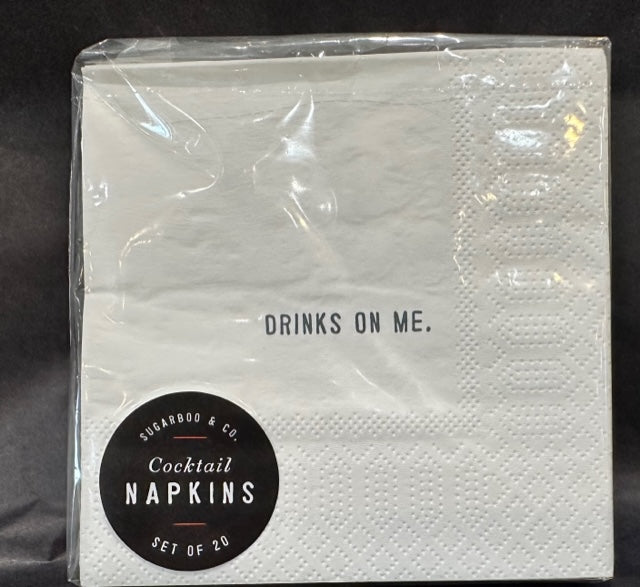 DRINKS ON ME.
SUGARBOO & CO.
Cocktail
NAPKINS
SET OF 20